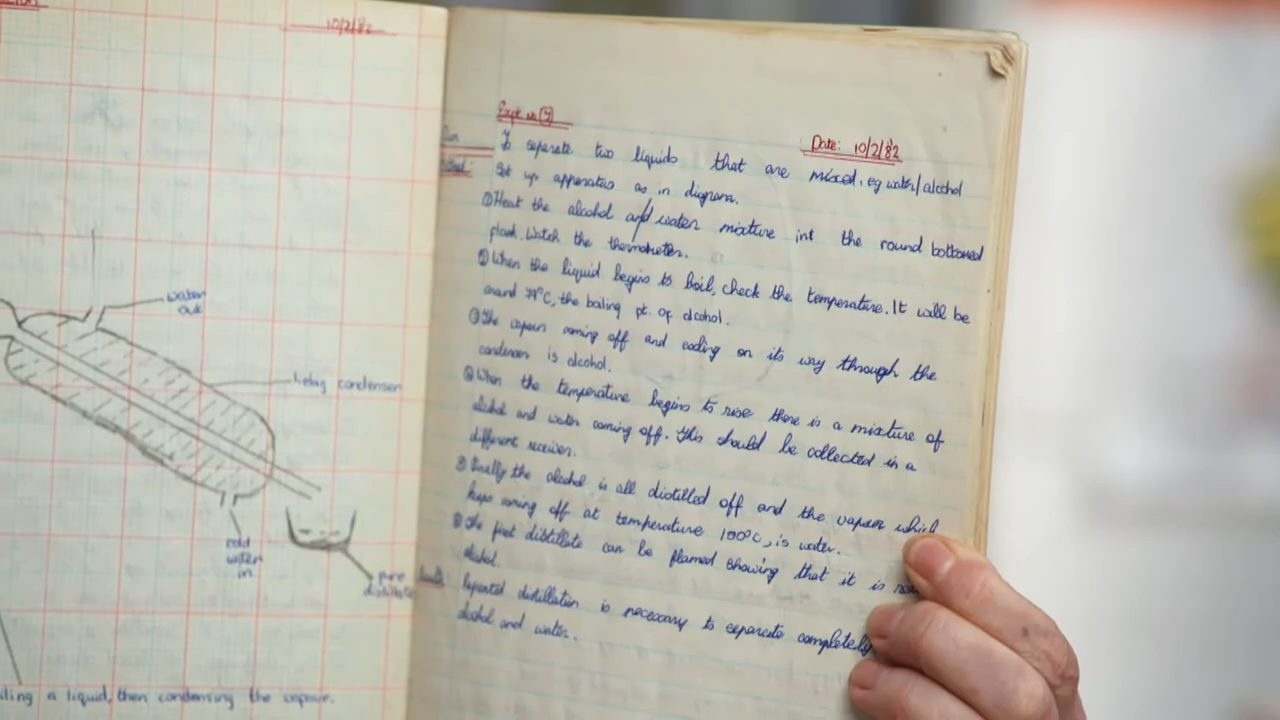 10/2/82
water
out
liebig condenser
cold
water
in
pure
distillate
a liquid, then condensing the vapour.
Expt no (7)
Date: 10/2/82
To separate two liquids that are mixed. eg water/alcohol
Set up apparatus as in diagram.
① Heat the alcohol and water mixture int the round bottomed
flask. Watch the thermometer.
② When the liquid begins to boil, check the temperature. It will be
around 79°C, the boiling pt. of alcohol.
③ The vapour coming off and cooling on its way through the
condenser is alcohol.
④ When the temperature begins to rise there is a mixture of
alcohol and water coming off. This should be collected in a
different receiver.
⑤ Finally the alcohol is all distilled off and the vapour which
keeps coming off at temperature 100°C, is water.
⑥ The first distillate can be flamed showing that it is
alcohol.
Repeated distillation is necessary to separate completely
alcohol and water.